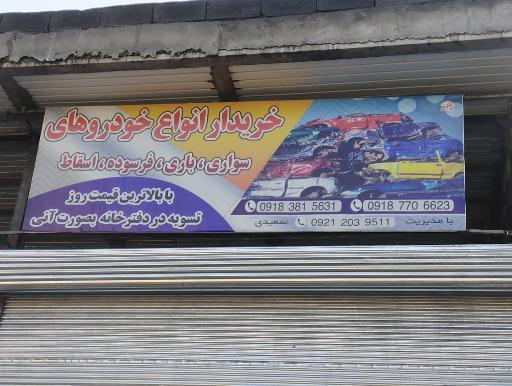 خریدار انواع خودروهای
سواری ، باری ، فرسوده ، اسقاط
با بالاترین قیمت روز
تسویه در دفترخانه بصورت آنی
0918 381 5631
0918 770 6623
با مدیریت سعیدی 0921 203 9511